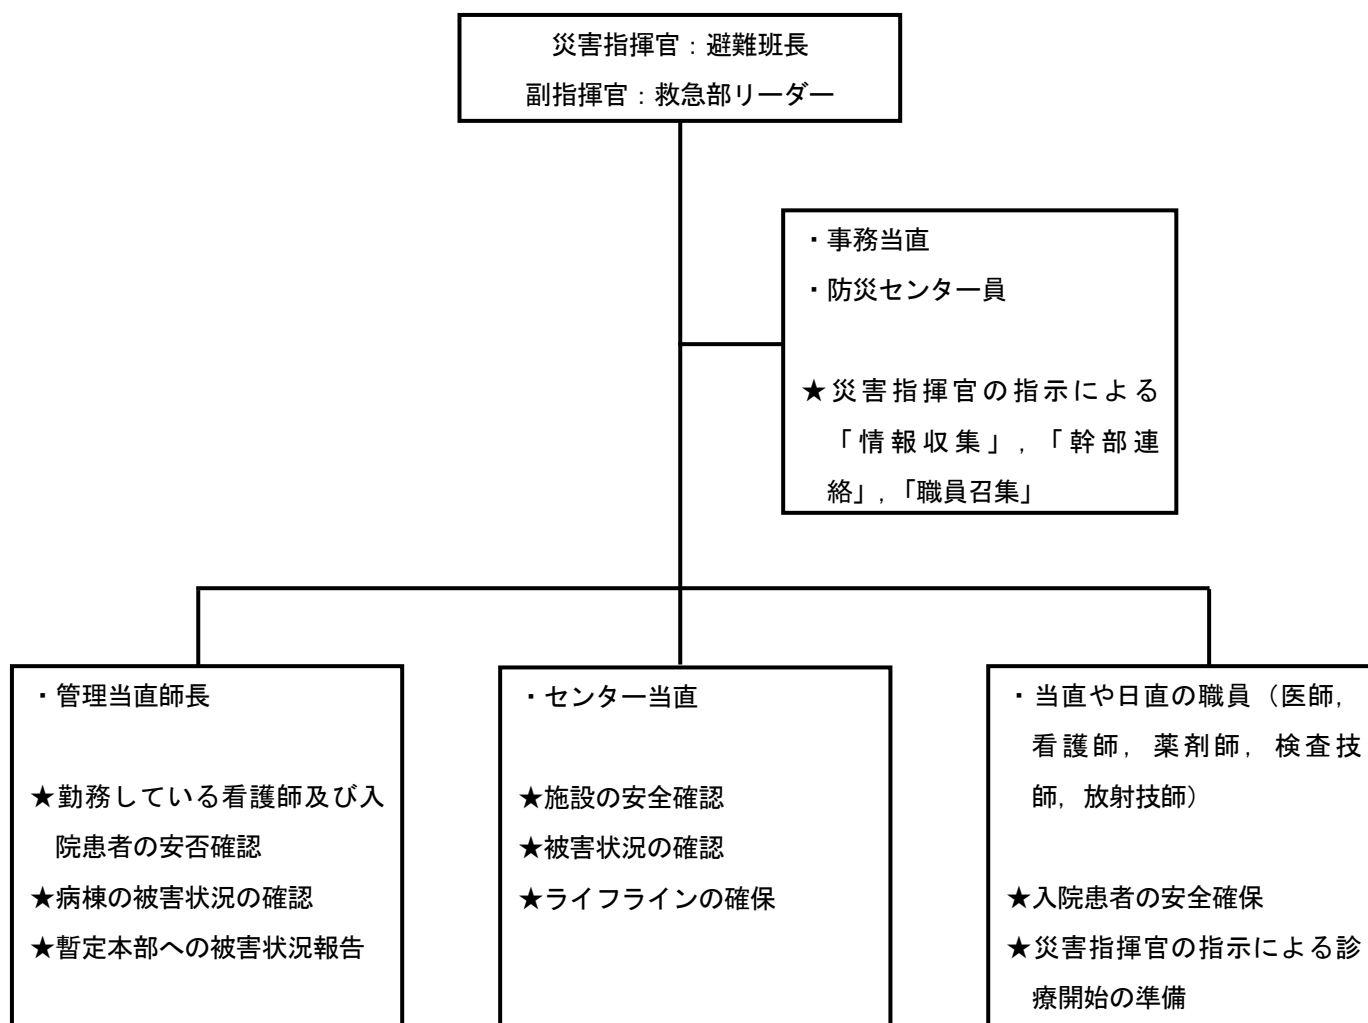 災害指揮官：避難班長
副指揮官：救急部リーダー
・事務当直
・防災センター員
★災害指揮官の指示による
「情報収集」，「幹部連
絡」，「職員召集」
・管理当直師長
★勤務している看護師及び入
院患者の安否確認
★病棟の被害状況の確認
★暫定本部への被害状況報告
・センター当直
★施設の安全確認
★被害状況の確認
★ライフラインの確保
・当直や日直の職員（医師，
看護師，薬剤師，検査技
師，放射技師）
★入院患者の安全確保
★災害指揮官の指示による診
療開始の準備